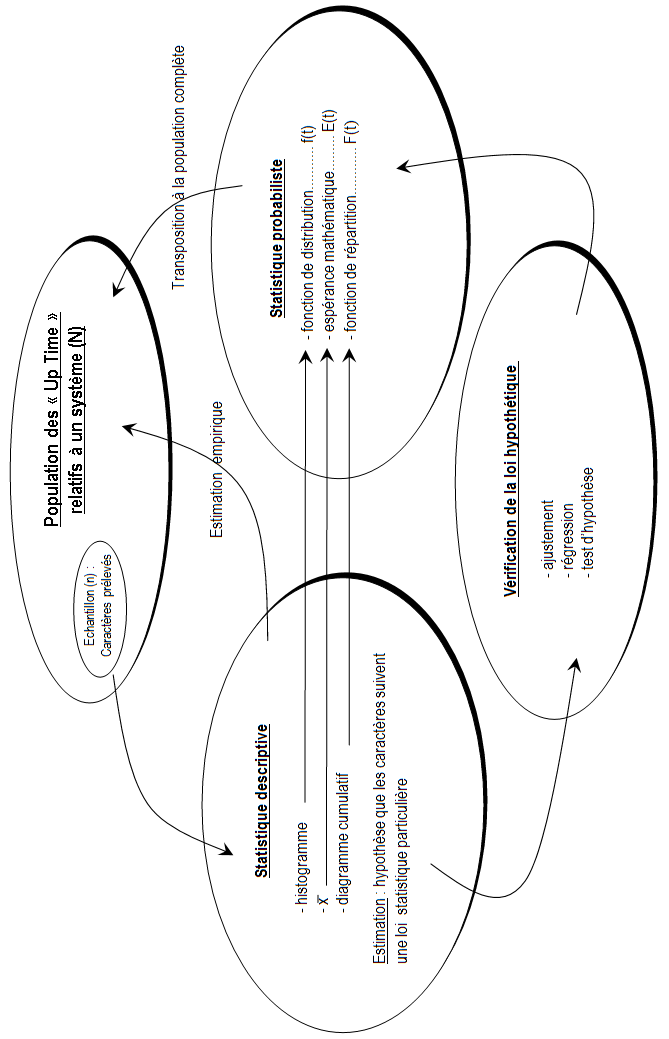 Population des « Up Time »
relatifs à un système (N)
Echantillon (n) :
Caractères prélevés
Estimation empirique
Transposition à la population complète
Statistique descriptive
- histogramme
- x̄
- diagramme cumulatif
Estimation : hypothèse que les caractères suivent
une loi statistique particulière
Statistique probabiliste
- fonction de distribution.......... f(t)
- espérance mathématique........ E(t)
- fonction de répartition............ F(t)
Vérification de la loi hypothétique
- ajustement
- régression
- test d'hypothèse